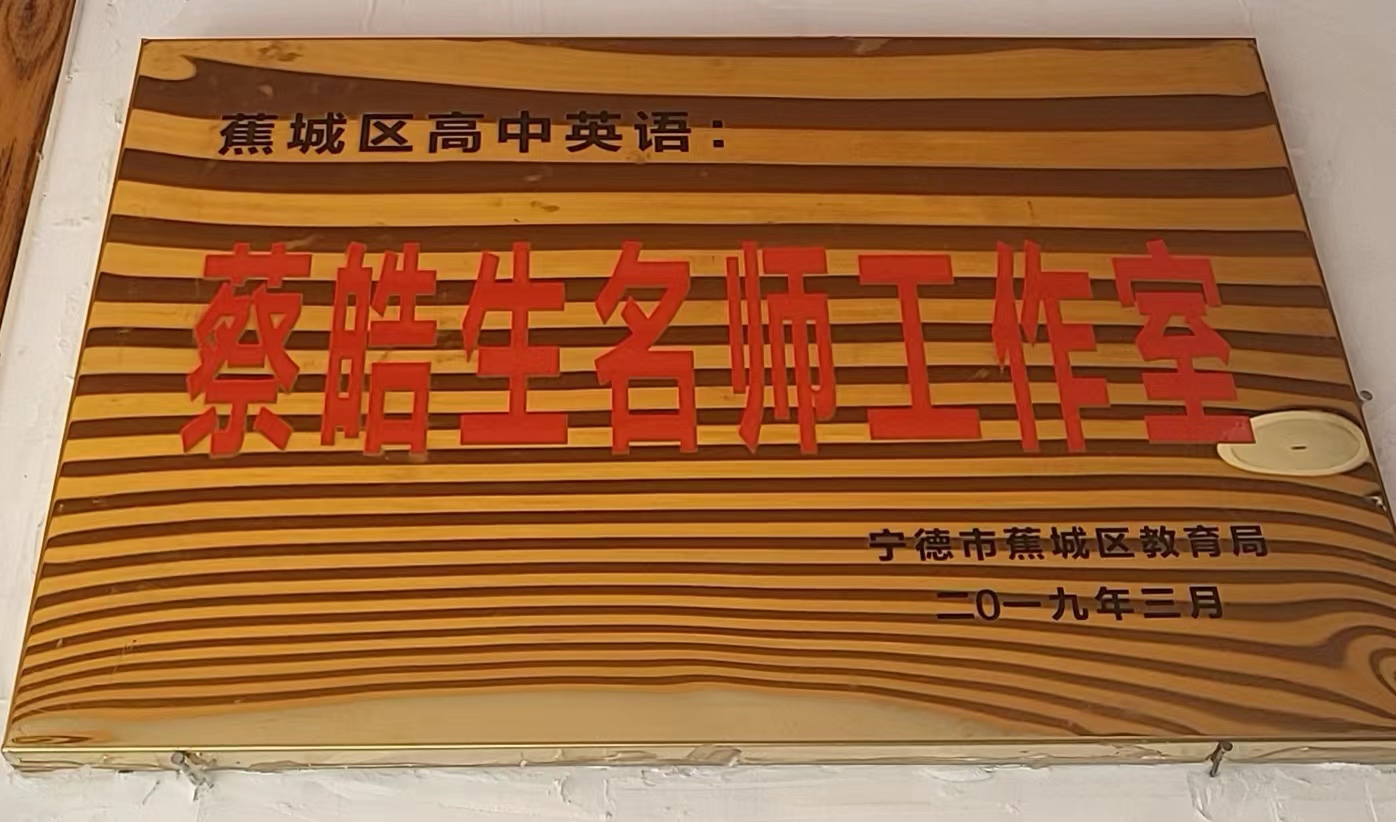 蕉城区高中英语:
蔡皓生名师工作室
宁德市蕉城区教育局
二0一九年三月